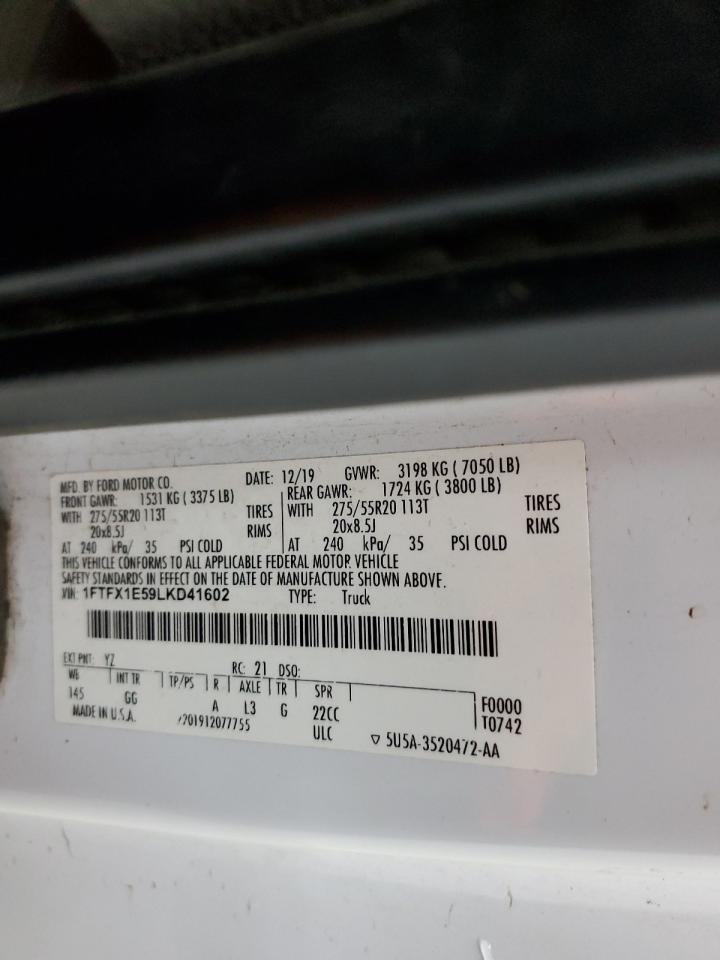 MFD. BY FORD MOTOR CO. DATE: 12/19 GVWR: 3198 KG ( 7050 LB)
FRONT GAWR: 1531 KG ( 3375 LB) REAR GAWR: 1724 KG ( 3800 LB)
WITH 275/55R20 113T TIRES WITH 275/55R20 113T TIRES
20x8.5J RIMS 20x8.5J RIMS
AT 240 kPa/ 35 PSI COLD AT 240 kPa/ 35 PSI COLD
THIS VEHICLE CONFORMS TO ALL APPLICABLE FEDERAL MOTOR VEHICLE
SAFETY STANDARDS IN EFFECT ON THE DATE OF MANUFACTURE SHOWN ABOVE.
VIN: 1FTFX1E59LKD41602 TYPE: Truck
EXT PNT: YZ RC: 21 DSO:
WB INT TR TP/PS R AXLE TR SPR
145 GG A L3 G 22CC F0000
MADE IN U.S.A. /201912077755 ULC T0742
▽ 5U5A-3520472-AA